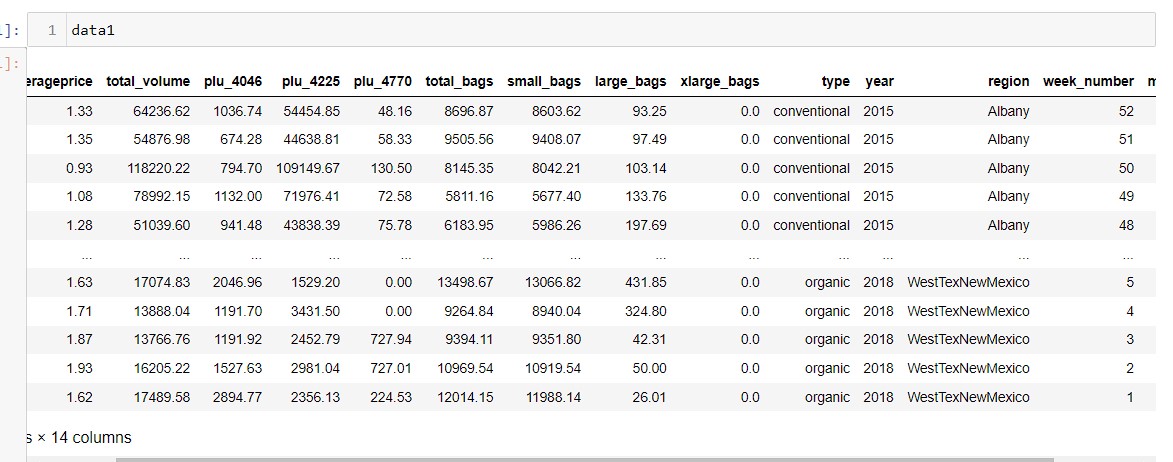 ]: 1 data1
]:
erageprice total_volume plu_4046 plu_4225 plu_4770 total_bags small_bags large_bags xlarge_bags type year region week_number m
1.33 64236.62 1036.74 54454.85 48.16 8696.87 8603.62 93.25 0.0 conventional 2015 Albany 52
1.35 54876.98 674.28 44638.81 58.33 9505.56 9408.07 97.49 0.0 conventional 2015 Albany 51
0.93 118220.22 794.70 109149.67 130.50 8145.35 8042.21 103.14 0.0 conventional 2015 Albany 50
1.08 78992.15 1132.00 71976.41 72.58 5811.16 5677.40 133.76 0.0 conventional 2015 Albany 49
1.28 51039.60 941.48 43838.39 75.78 6183.95 5986.26 197.69 0.0 conventional 2015 Albany 48
... ... ... ... ... ... ... ... ... ... ... ... ...
1.63 17074.83 2046.96 1529.20 0.00 13498.67 13066.82 431.85 0.0 organic 2018 WestTexNewMexico 5
1.71 13888.04 1191.70 3431.50 0.00 9264.84 8940.04 324.80 0.0 organic 2018 WestTexNewMexico 4
1.87 13766.76 1191.92 2452.79 727.94 9394.11 9351.80 42.31 0.0 organic 2018 WestTexNewMexico 3
1.93 16205.22 1527.63 2981.04 727.01 10969.54 10919.54 50.00 0.0 organic 2018 WestTexNewMexico 2
1.62 17489.58 2894.77 2356.13 224.53 12014.15 11988.14 26.01 0.0 organic 2018 WestTexNewMexico 1
s × 14 columns